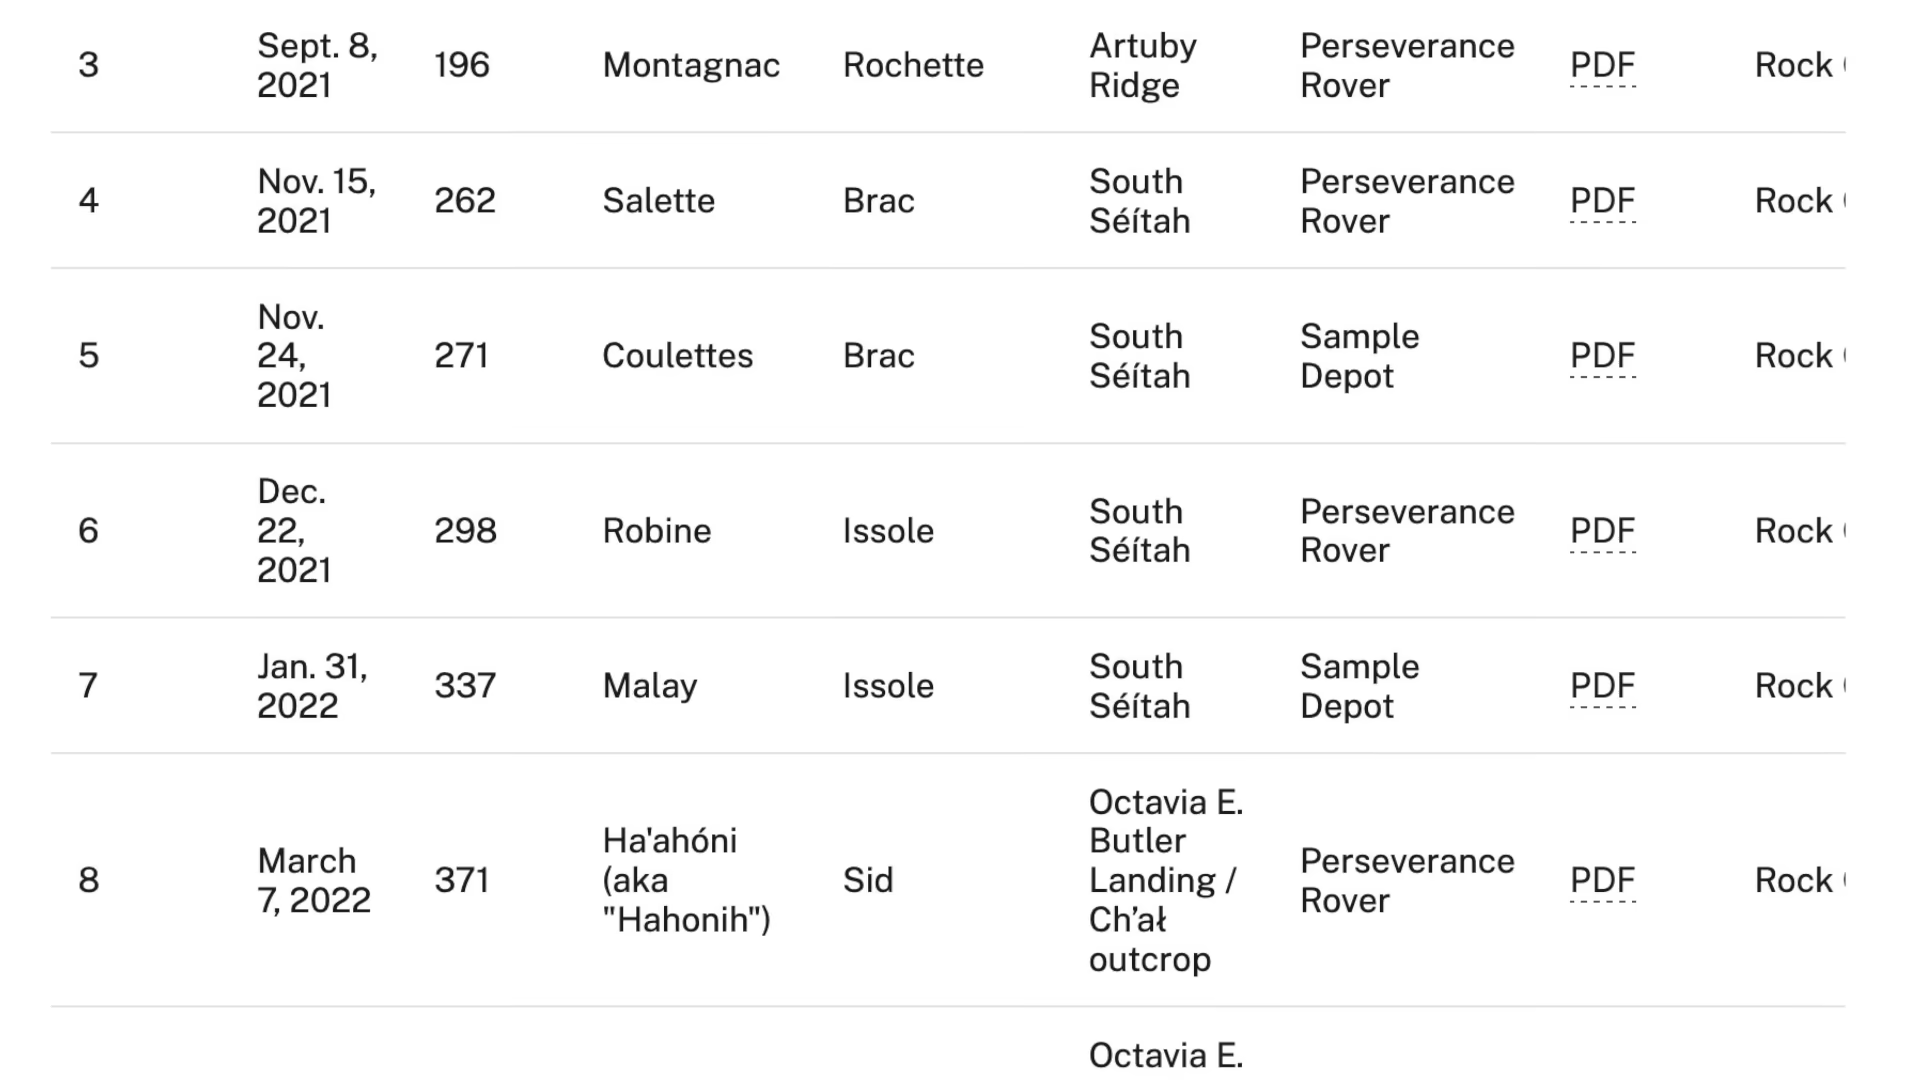 3 Sept. 8, 2021 196 Montagnac Rochette Artuby Ridge Perseverance Rover PDF Rock
4 Nov. 15, 2021 262 Salette Brac South Séítah Perseverance Rover PDF Rock
5 Nov. 24, 2021 271 Coulettes Brac South Séítah Sample Depot PDF Rock
6 Dec. 22, 2021 298 Robine Issole South Séítah Perseverance Rover PDF Rock
7 Jan. 31, 2022 337 Malay Issole South Séítah Sample Depot PDF Rock
8 March 7, 2022 371 Ha'ahóni (aka "Hahonih") Sid Octavia E. Butler Landing / Ch’ał outcrop Perseverance Rover PDF Rock
Octavia E.